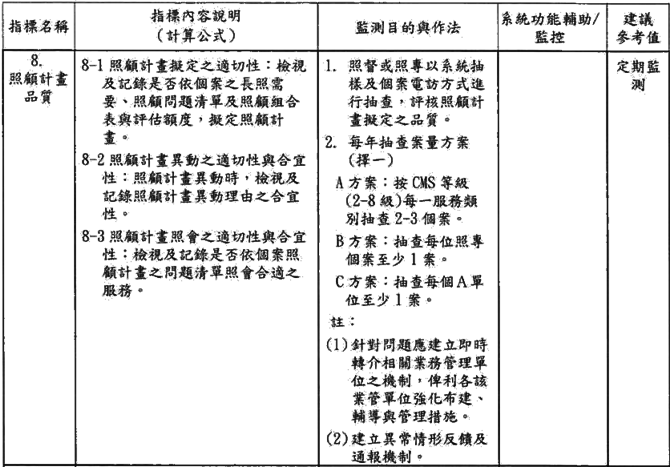 指標名稱
指標內容說明
(計算公式)
監測目的與作法
系統功能輔助/
監控
建議
參考值
8.
照顧計畫
品質
8-1 照顧計畫擬定之適切性：檢視
及記錄是否依個案之長照需
要、照顧問題清單及照顧組合
表與評估額度，擬定照顧計
畫。
8-2 照顧計畫異動之適切性與合宜
性：照顧計畫異動時，檢視及
記錄照顧計畫異動理由之合宜
性。
8-3 照顧計畫照會之適切性與合宜
性：檢視及記錄是否依個案照
顧計畫之問題清單照會合適之
服務。
1. 照督或照專以系統抽
樣及個案電訪方式進
行抽查，評核照顧計
畫擬定之品質。
2. 每年抽查案量方案
(擇一)
A 方案：按 CMS 等級
(2-8 級)每一服務類
別抽查 2-3 個案。
B 方案：抽查每位照專
個案至少 1 案。
C 方案：抽查每個 A 單
位至少 1 案。
註：
(1)針對問題應建立即時
轉介相關業務管理單
位之機制，俾利各該
業管單位強化布建、
輔導與管理措施。
(2)建立異常情形反饋及
通報機制。
定期監
測